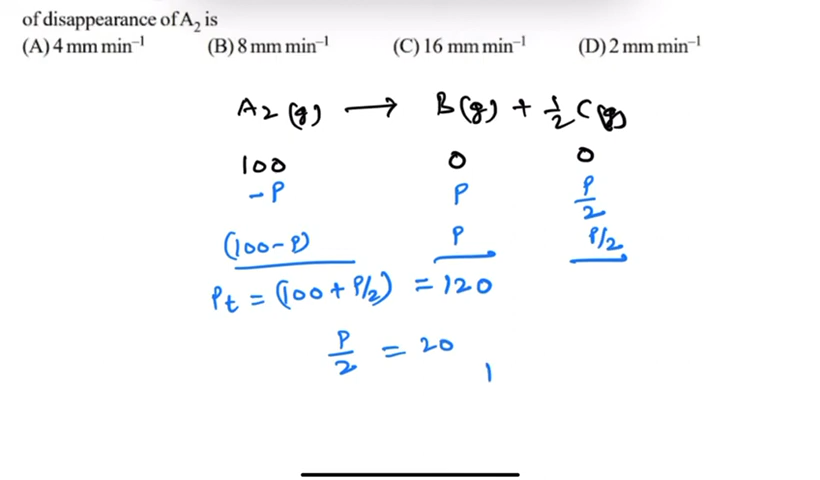 of disappearance of A₂ is
(A) 4 mm min⁻¹ (B) 8 mm min⁻¹ (C) 16 mm min⁻¹ (D) 2 mm min⁻¹
A₂(g) ⟶ B(g) + ½ C(g)
100 0 0
-P P P/2
(100-P) P P/2
Pt = (100 + P/2) = 120
P/2 = 20